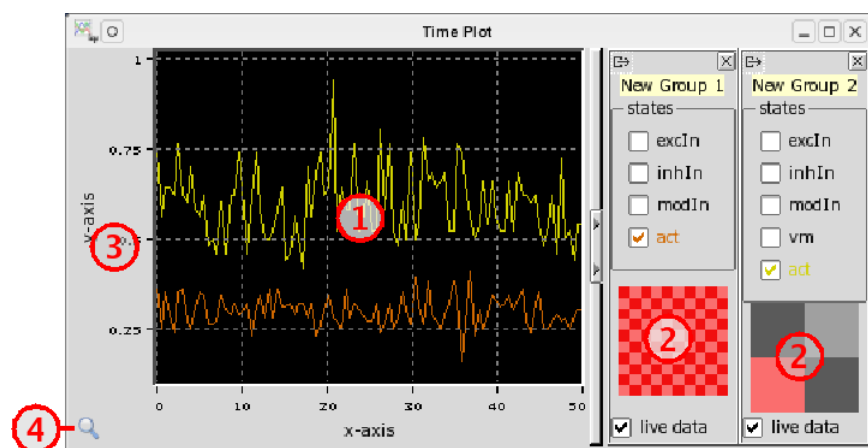 Time Plot
1
0.75
0.5
0.25
y-axis
0
10
20
30
40
50
x-axis
1
3
4
New Group 1
states
excIn
inhIn
modIn
act
2
live data
New Group 2
states
excIn
inhIn
modIn
vm
act
2
live data